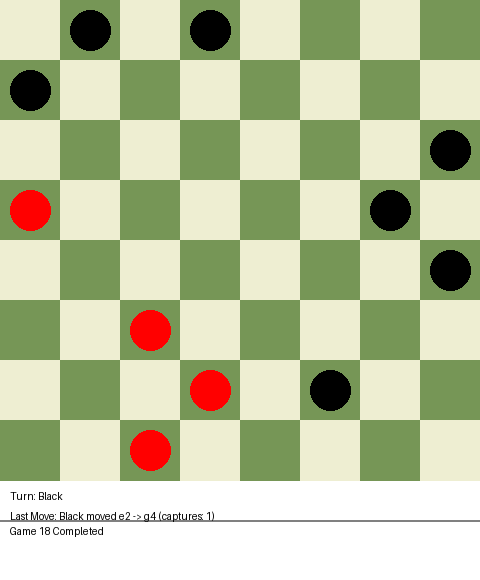 Turn: Black
Last Move: Black moved e2 -> g4 (captures: 1)
Game 18 Completed